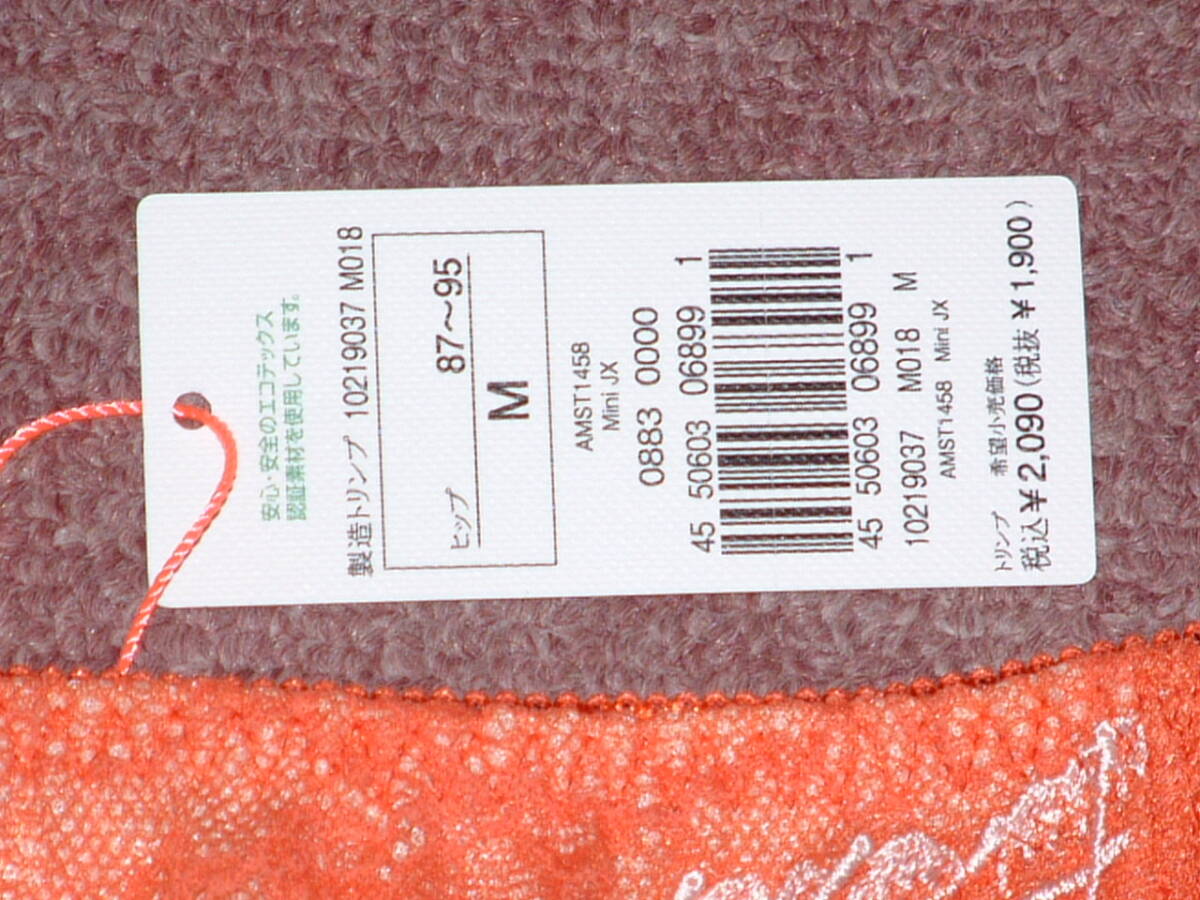 安心・安全のエコテックス
認証素材を使用しています。
製造トリンプ 10219037 M018
ヒップ 87〜95
M
AMST1458
Mini JX
0883 0000
45 50603 06899 1
45 50603 06899 1
10219037 M018 M
AMST1458 Mini JX
トリンプ 希望小売価格
税込¥2,090(税抜 ¥1,900)